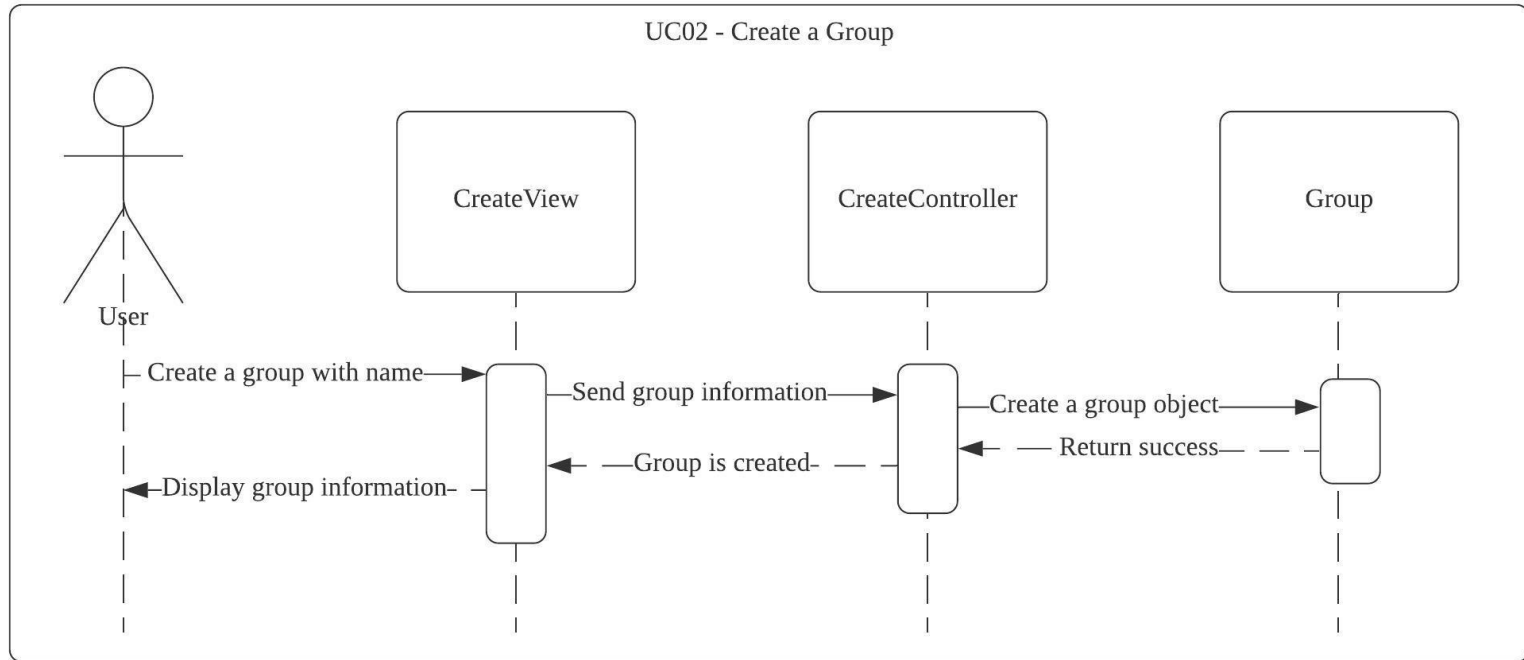 UC02 - Create a Group
CreateView
CreateController
Group
User
Create a group with name
Send group information
Create a group object
Return success
Group is created
Display group information